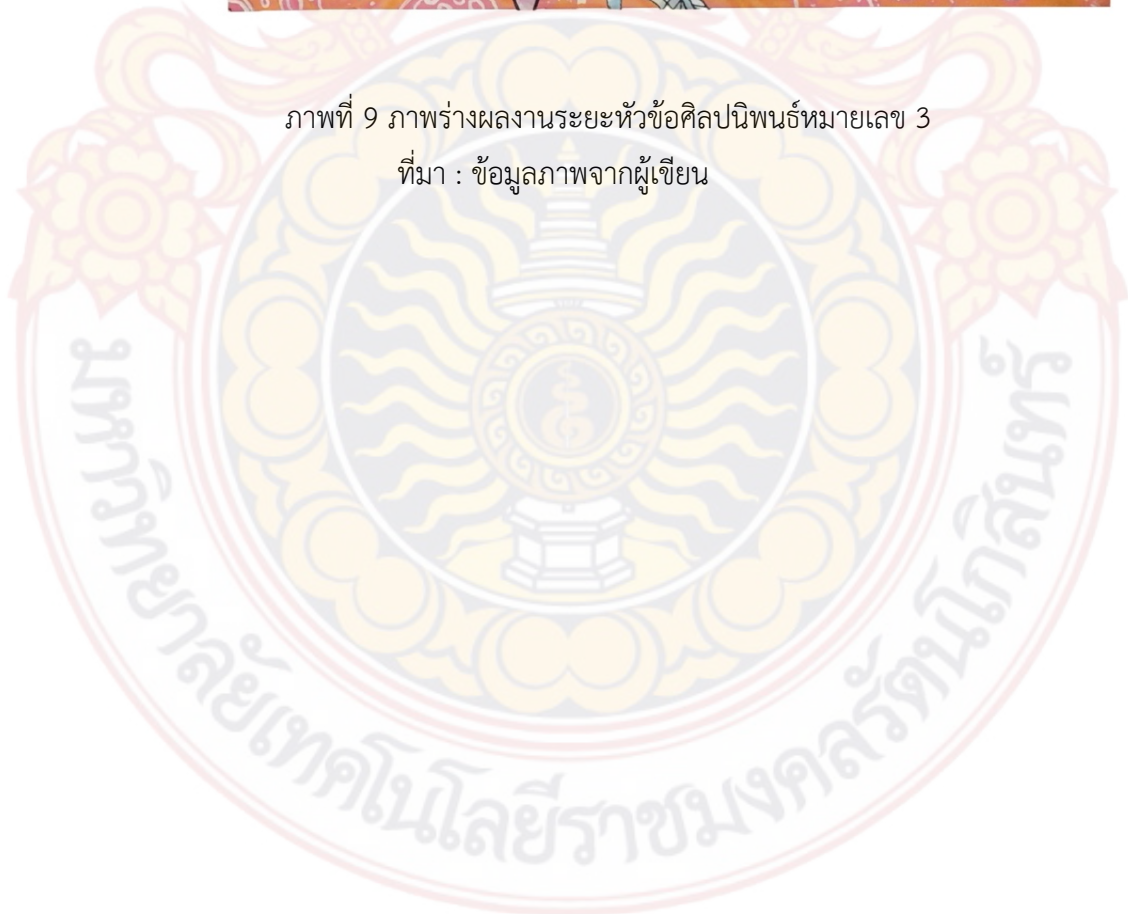 ภาพที่ 9 ภาพร่างผลงานระยะหัวข้อศิลปนิพนธ์หมายเลข 3
ที่มา : ข้อมูลภาพจากผู้เขียน
มหาวิทยาลัยเทคโนโลยีราชมงคลรัตนโกสินทร์